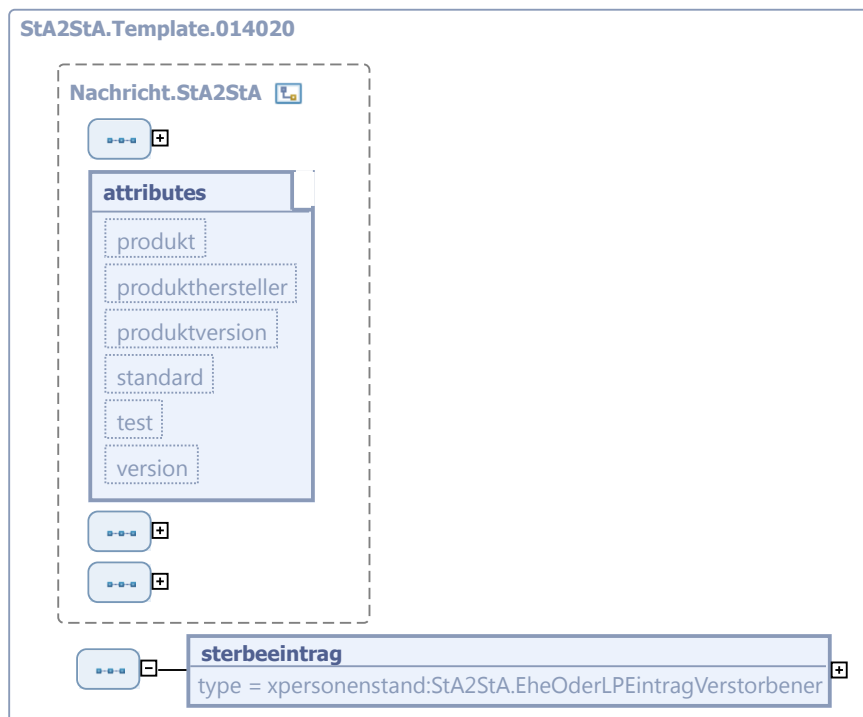 StA2StA.Template.014020
Nachricht.StA2StA
attributes
produkt
produkthersteller
produktversion
standard
test
version
sterbeeintrag
type = xpersonenstand:StA2StA.EheOderLPEintragVerstorbener